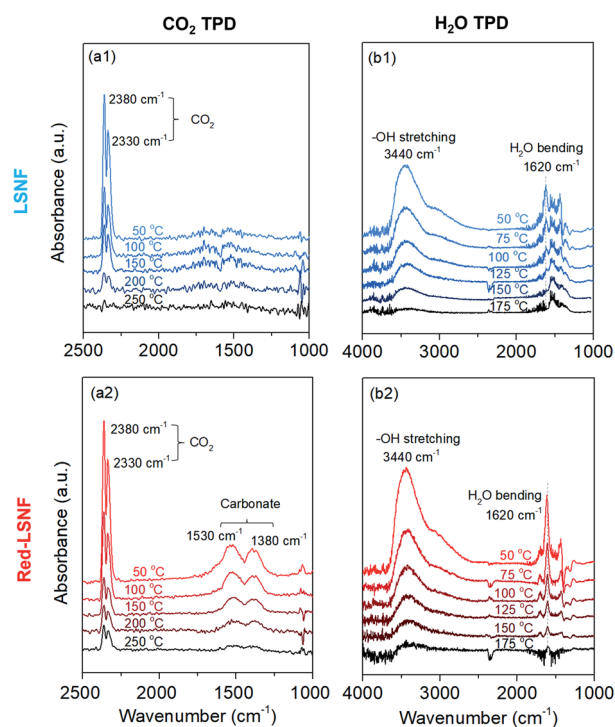 CO₂ TPD
H₂O TPD
LSNF
Absorbance (a.u.)
(a1)
2380 cm⁻¹
2330 cm⁻¹
CO₂
50 °C
100 °C
150 °C
200 °C
250 °C
2500 2000 1500 1000
(b1)
-OH stretching
3440 cm⁻¹
H₂O bending
1620 cm⁻¹
50 °C
75 °C
100 °C
125 °C
150 °C
175 °C
4000 3000 2000 1000
Red-LSNF
Absorbance (a.u.)
(a2)
2380 cm⁻¹
2330 cm⁻¹
CO₂
Carbonate
1530 cm⁻¹
1380 cm⁻¹
50 °C
100 °C
150 °C
200 °C
250 °C
2500 2000 1500 1000
Wavenumber (cm⁻¹)
(b2)
-OH stretching
3440 cm⁻¹
H₂O bending
1620 cm⁻¹
50 °C
75 °C
100 °C
125 °C
150 °C
175 °C
4000 3000 2000 1000
Wavenumber (cm⁻¹)